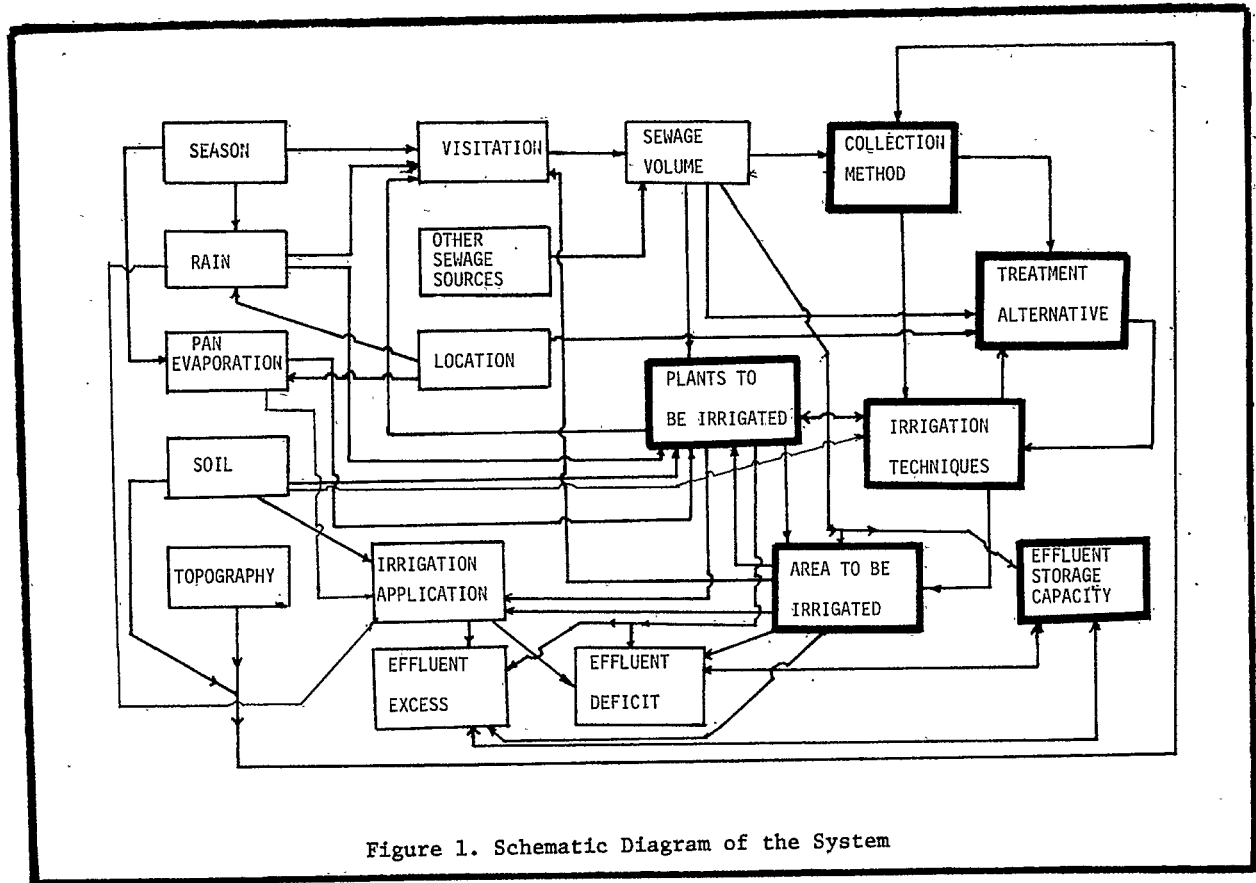 SEASON
VISITATION
SEWAGE
VOLUME
COLLECTION
METHOD
RAIN
OTHER
SEWAGE
SOURCES
TREATMENT
ALTERNATIVE
PAN
EVAPORATION
LOCATION
PLANTS TO
BE IRRIGATED
IRRIGATION
TECHNIQUES
SOIL
TOPOGRAPHY
IRRIGATION
APPLICATION
AREA TO BE
IRRIGATED
EFFLUENT
STORAGE
CAPACITY
EFFLUENT
EXCESS
EFFLUENT
DEFICIT
Figure 1. Schematic Diagram of the System